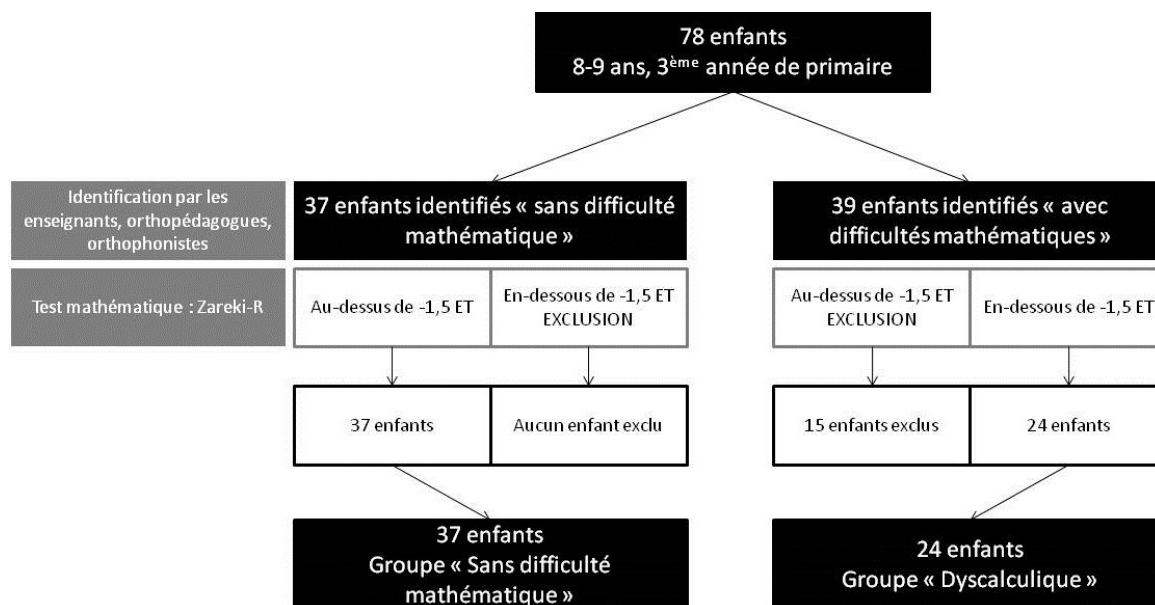 78 enfants
8-9 ans, 3ème année de primaire
Identification par les
enseignants, orthopédagogues,
orthophonistes
37 enfants identifiés « sans difficulté
mathématique »
39 enfants identifiés « avec
difficultés mathématiques »
Test mathématique : Zareki-R
Au-dessus de -1,5 ET
En-dessous de -1,5 ET
EXCLUSION
Au-dessus de -1,5 ET
EXCLUSION
En-dessous de -1,5 ET
37 enfants
Aucun enfant exclu
15 enfants exclus
24 enfants
37 enfants
Groupe « Sans difficulté
mathématique »
24 enfants
Groupe « Dyscalculique »